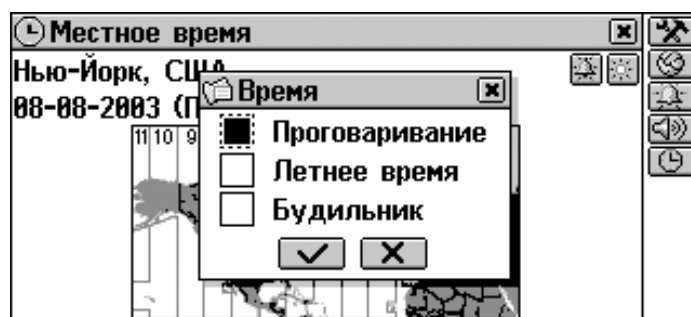 Местное время
Нью-Йорк, США
08-08-2003 (П
Время
Проговаривание
Летнее время
Будильник
11 10 9